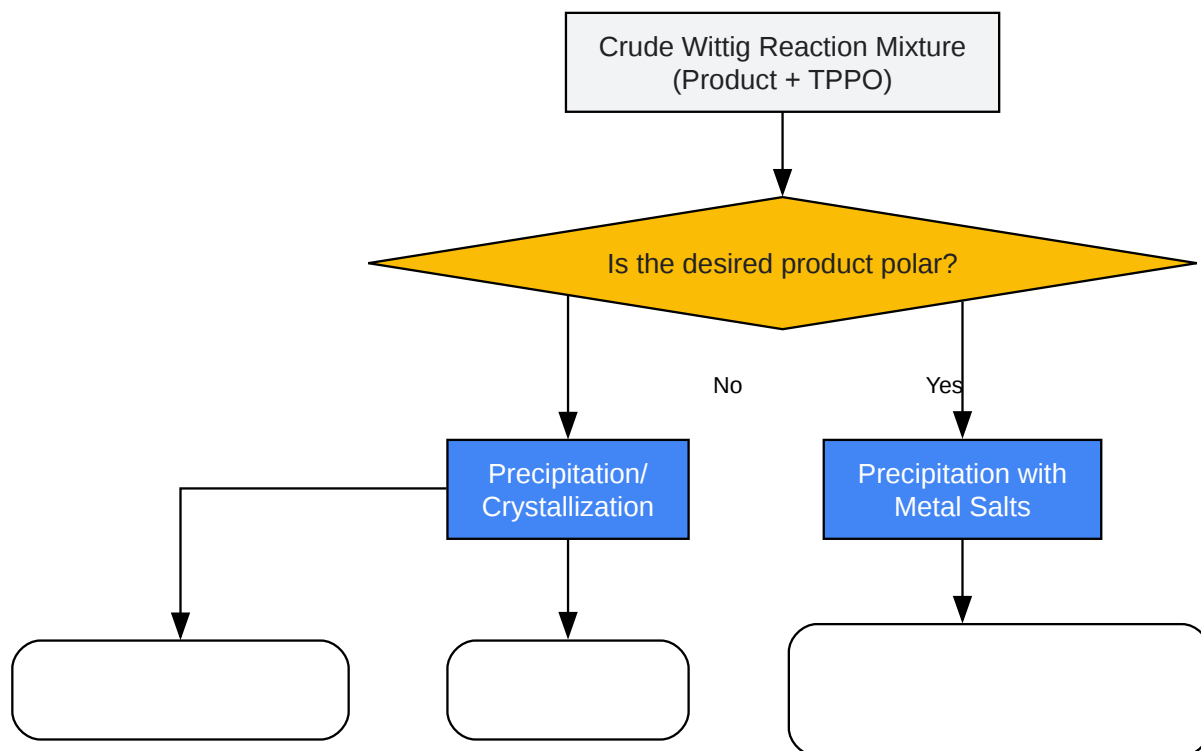 Crude Wittig Reaction Mixture
(Product + TPPO)
Is the desired product polar?
No
Yes
Precipitation/
Crystallization
Precipitation with
Metal Salts